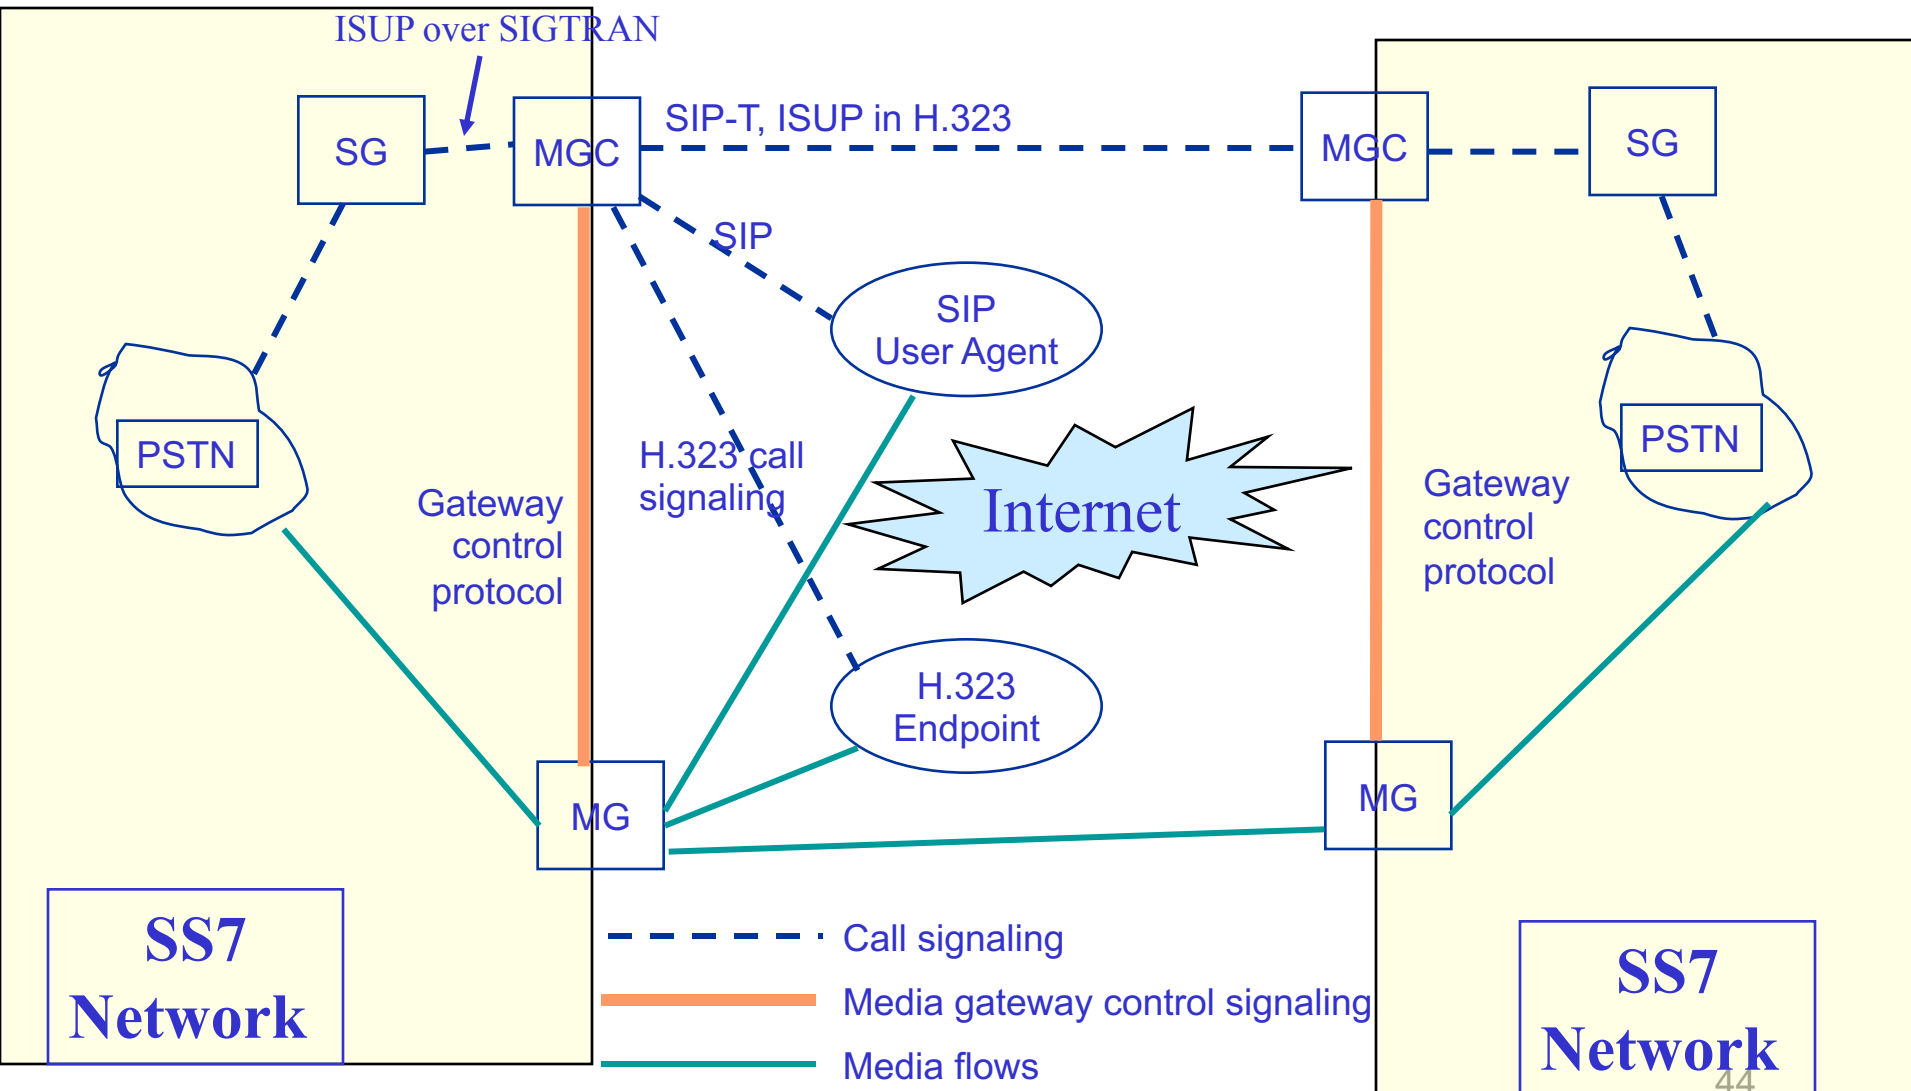 ISUP over SIGTRAN
SG
MGC
SIP-T, ISUP in H.323
MGC
SG
SIP
SIP
User Agent
PSTN
H.323 call
signaling
Gateway
control
protocol
Internet
PSTN
Gateway
control
protocol
H.323
Endpoint
MG
MG
SS7
Network
Call signaling
Media gateway control signaling
Media flows
SS7
Network
44